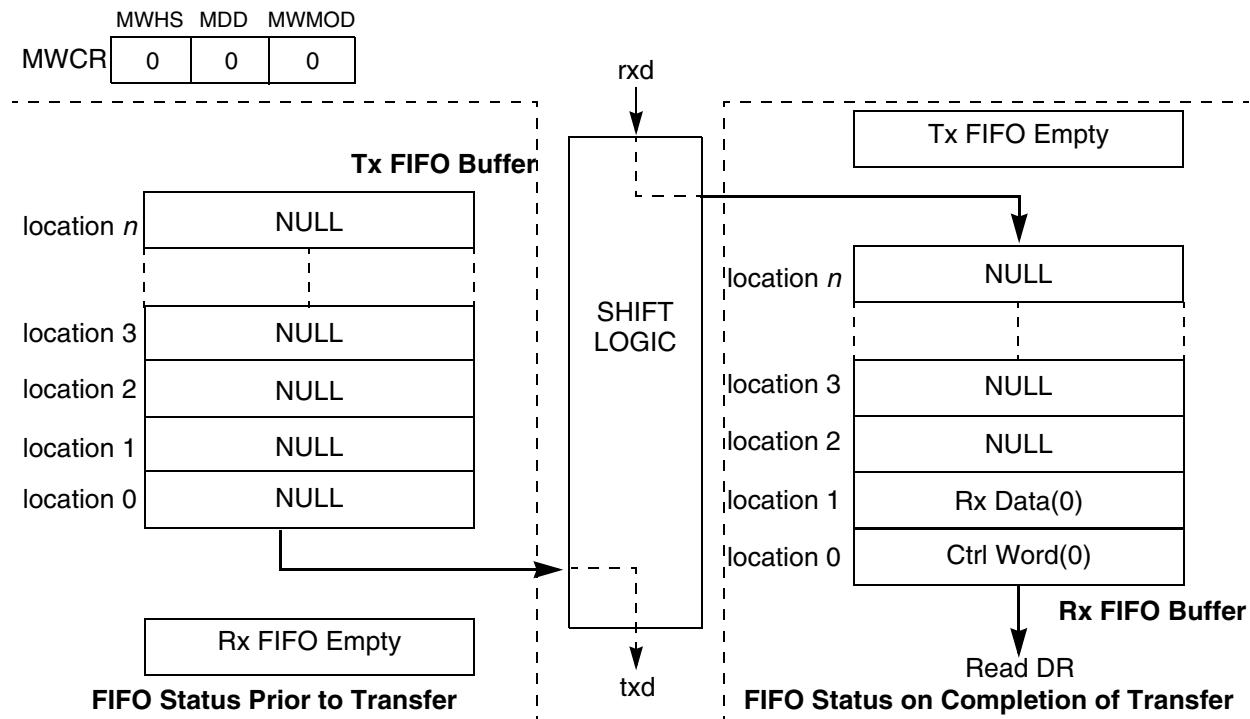 MWHS MDD MWMOD
MWCR 0 0 0
rxd
Tx FIFO Buffer
location n NULL
location 3 NULL
location 2 NULL
location 1 NULL
location 0 NULL
Rx FIFO Empty
FIFO Status Prior to Transfer
SHIFT
LOGIC
txd
Tx FIFO Empty
location n NULL
location 3 NULL
location 2 NULL
location 1 Rx Data(0)
location 0 Ctrl Word(0)
Rx FIFO Buffer
Read DR
FIFO Status on Completion of Transfer